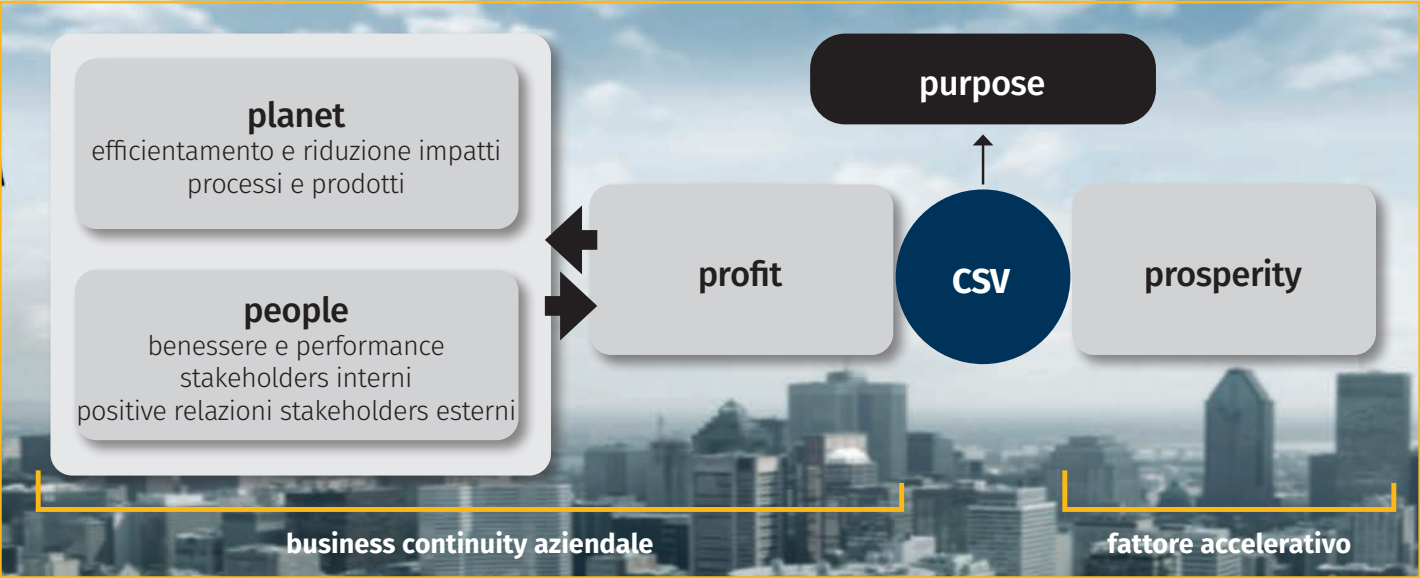 planet
efficientamento e riduzione impatti
processi e prodotti
people
benessere e performance
stakeholders interni
positive relazioni stakeholders esterni
profit
CSV
purpose
prosperity
business continuity aziendale
fattore accelerativo